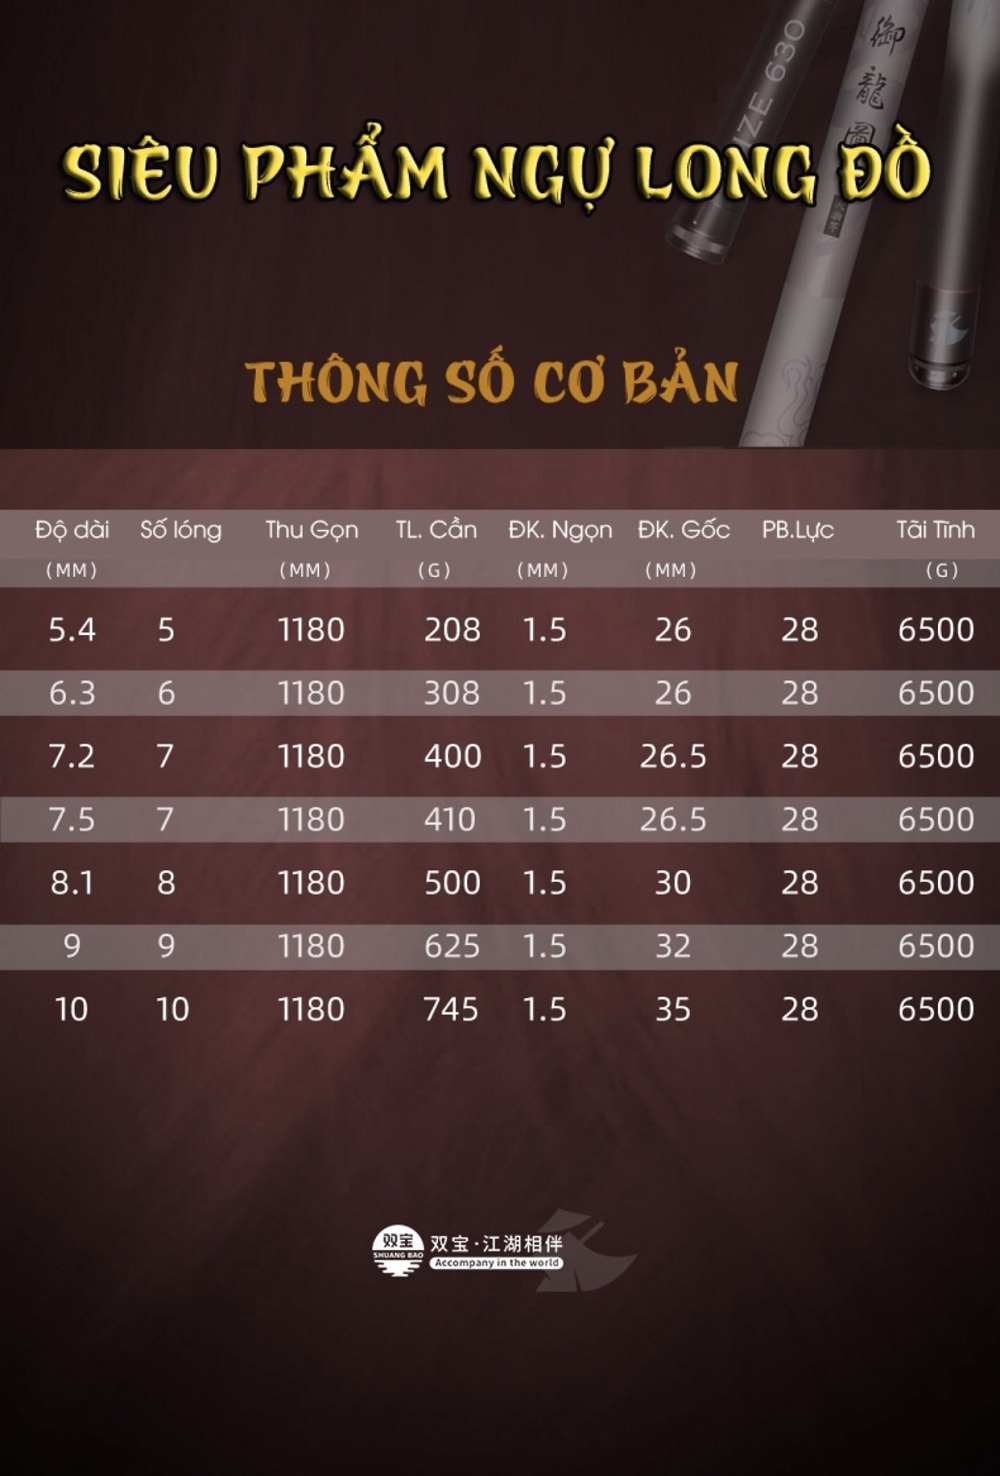 SIZE 630
御龍圖
SIÊU PHẨM NGỰ LONG ĐỒ
THÔNG SỐ CƠ BẢN
Độ dài Số lóng Thu Gọn TL. Cần ĐK. Ngọn ĐK. Gốc PB.Lực Tãi Tĩnh
(MM) (MM) (G) (MM) (MM) (G)
5.4 5 1180 208 1.5 26 28 6500
6.3 6 1180 308 1.5 26 28 6500
7.2 7 1180 400 1.5 26.5 28 6500
7.5 7 1180 410 1.5 26.5 28 6500
8.1 8 1180 500 1.5 30 28 6500
9 9 1180 625 1.5 32 28 6500
10 10 1180 745 1.5 35 28 6500
双宝
SHUANG BAO
双宝·江湖相伴
Accompany in the world